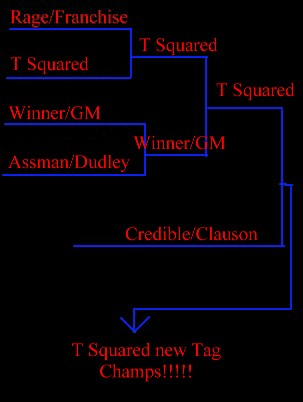 Rage/Franchise
T Squared
T Squared
T Squared
Winner/GM
Winner/GM
Assman/Dudley
Credible/Clauson
T Squared new Tag
Champs!!!!!